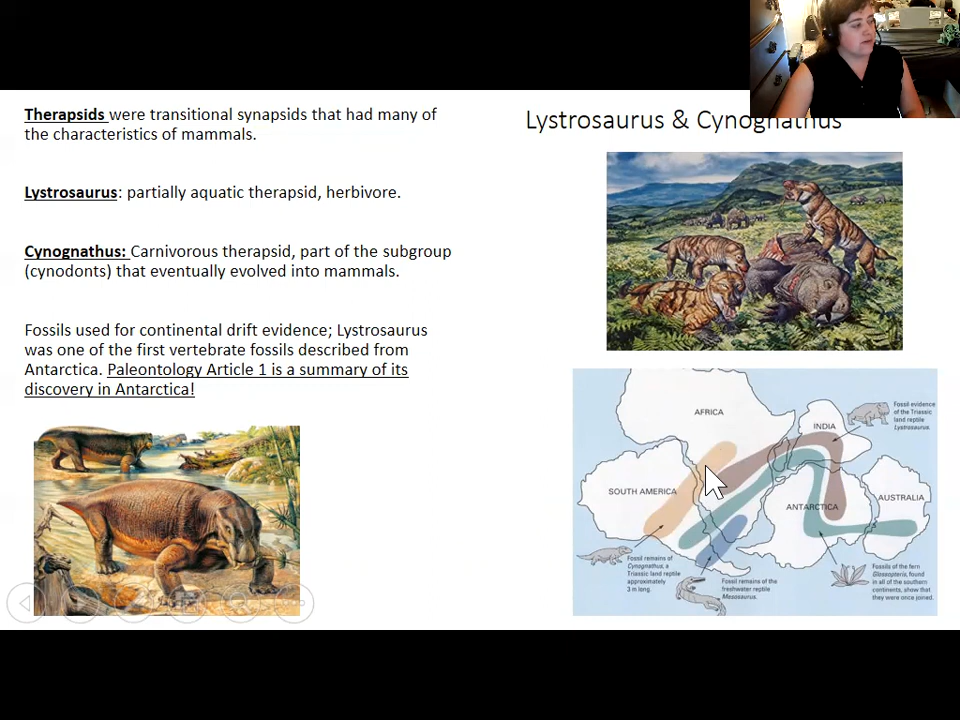 Therapsids were transitional synapsids that had many of
the characteristics of mammals.
Lystrosaurus: partially aquatic therapsid, herbivore.
Cynognathus: Carnivorous therapsid, part of the subgroup
(cynodonts) that eventually evolved into mammals.
Fossils used for continental drift evidence; Lystrosaurus
was one of the first vertebrate fossils described from
Antarctica. Paleontology Article 1 is a summary of its
discovery in Antarctica!
Lystrosaurus & Cynognathus
AFRICA
INDIA
SOUTH AMERICA
ANTARCTICA
AUSTRALIA
Fossil evidence
of the Triassic
land reptile
Lystrosaurus.
Fossil remains of
Cynognathus, a
Triassic land reptile
approximately
3 m long.
Fossil remains of the
freshwater reptile
Mesosaurus.
Fossils of the fern
Glossopteris, found
in all of the southern
continents, show that
they were once joined.